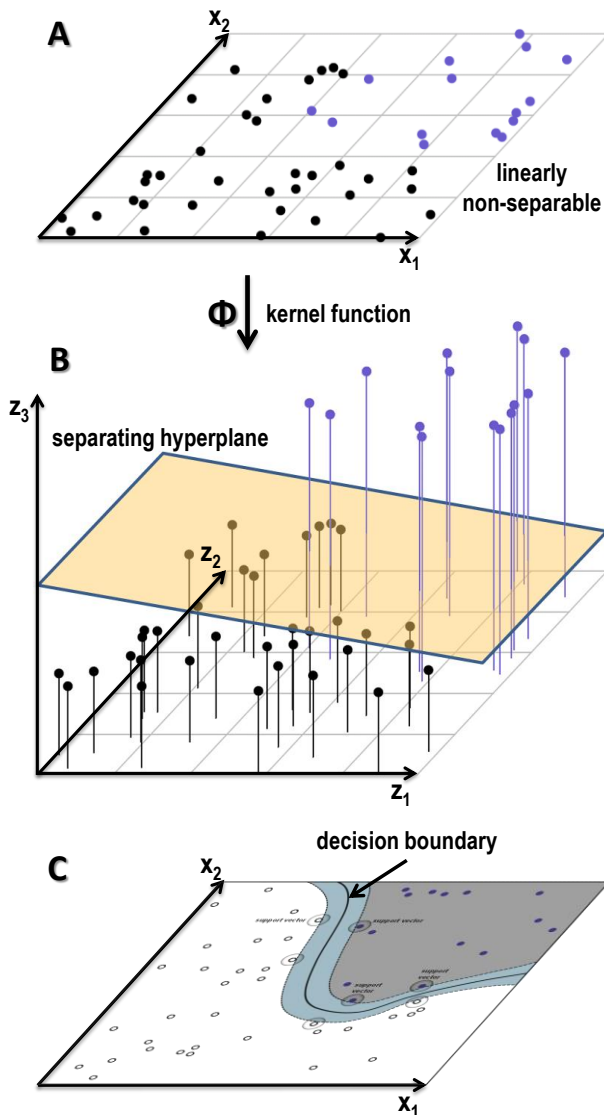 A
x2
linearly
non-separable
x1
Φ
kernel function
B
z3
separating hyperplane
z2
z1
decision boundary
C
x2
support vector
support vector
support
vector
support
vector
x1